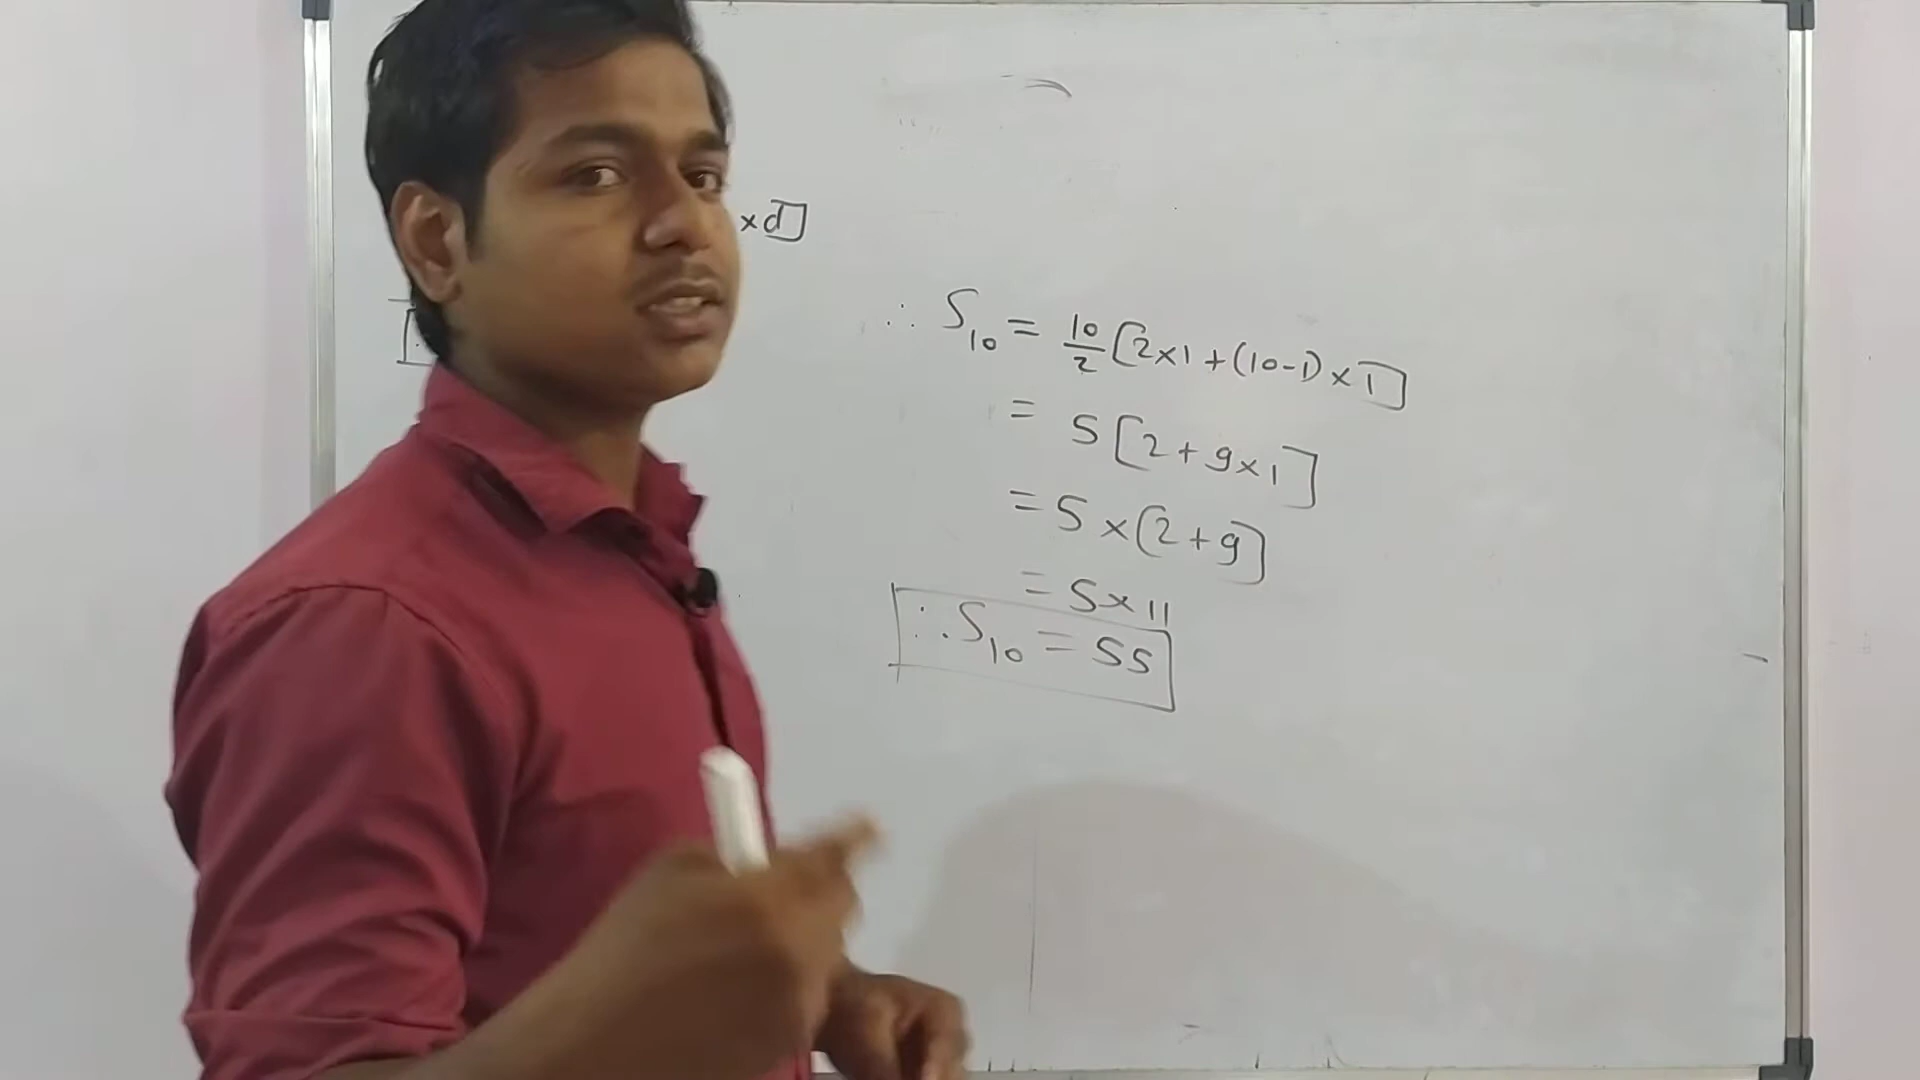 ×d]
∴ S₁₀ = 10/2 [2×1+(10-1)×1]
= 5[2+9×1]
= 5×[2+9]
= 5×11
∴ S₁₀ = 55